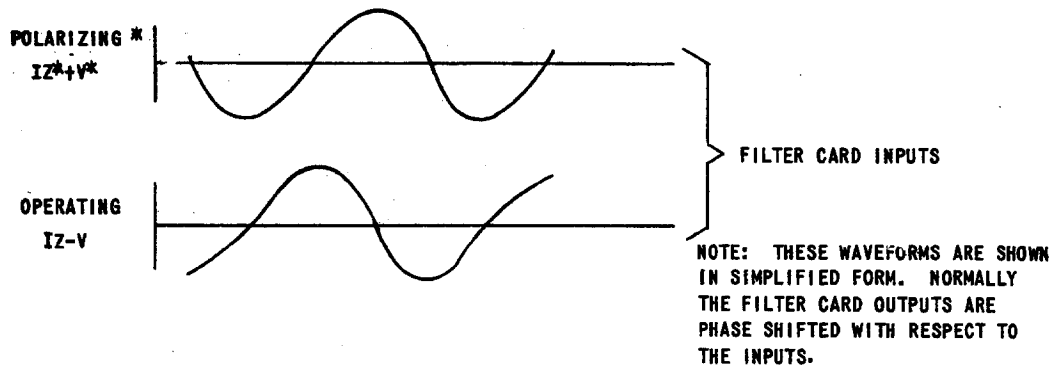 POLARIZING *
IZ*+V*
FILTER CARD INPUTS
OPERATING
IZ-V
NOTE: THESE WAVEFORMS ARE SHOWN
IN SIMPLIFIED FORM. NORMALLY
THE FILTER CARD OUTPUTS ARE
PHASE SHIFTED WITH RESPECT TO
THE INPUTS.